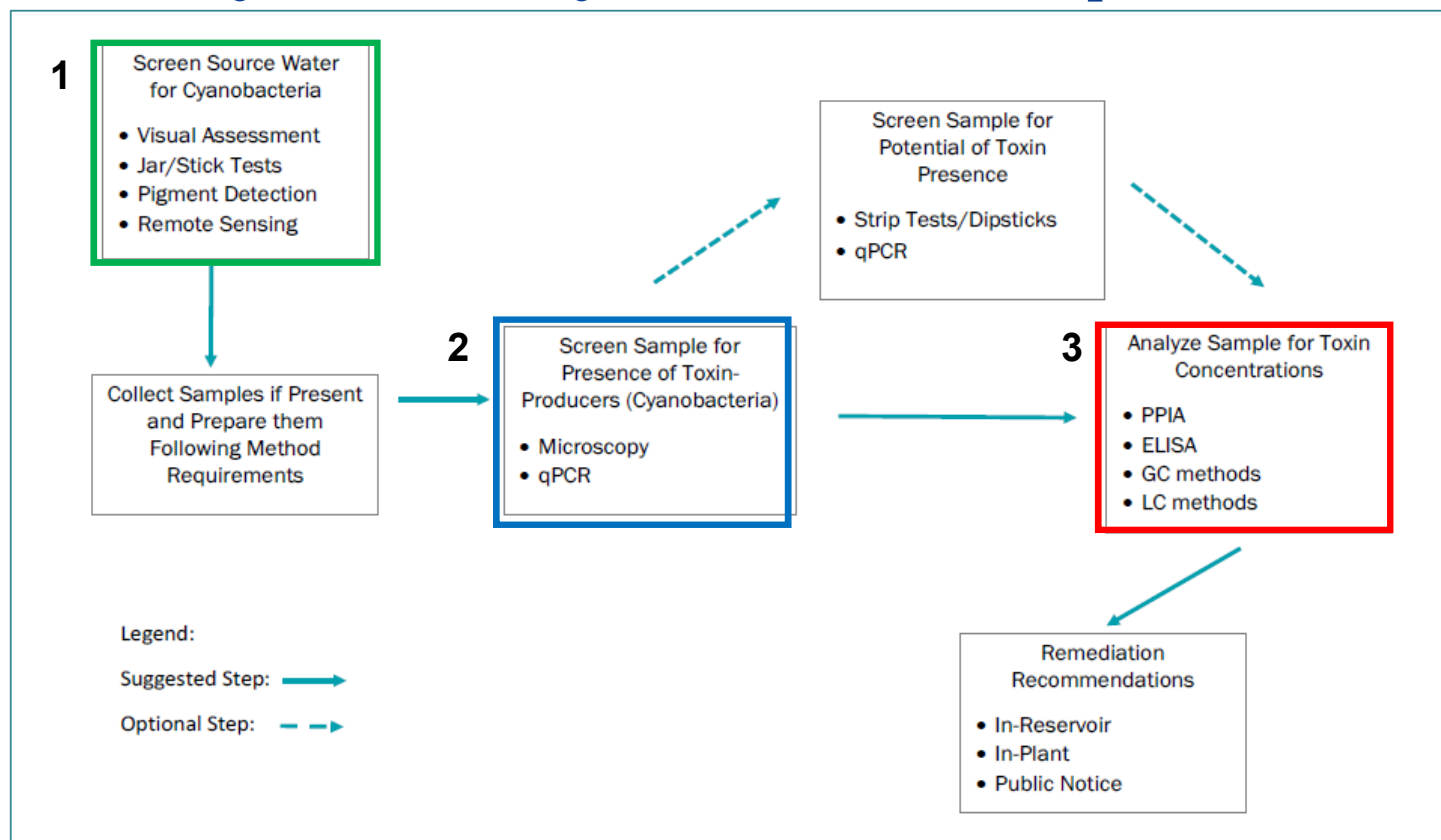 1
Screen Source Water
for Cyanobacteria
• Visual Assessment
• Jar/Stick Tests
• Pigment Detection
• Remote Sensing
Collect Samples if Present
and Prepare them
Following Method
Requirements
2
Screen Sample for
Presence of Toxin-
Producers (Cyanobacteria)
• Microscopy
• qPCR
Screen Sample for
Potential of Toxin
Presence
• Strip Tests/Dipsticks
• qPCR
3
Analyze Sample for Toxin
Concentrations
• PPIA
• ELISA
• GC methods
• LC methods
Remediation
Recommendations
• In-Reservoir
• In-Plant
• Public Notice
Legend:
Suggested Step:
Optional Step: